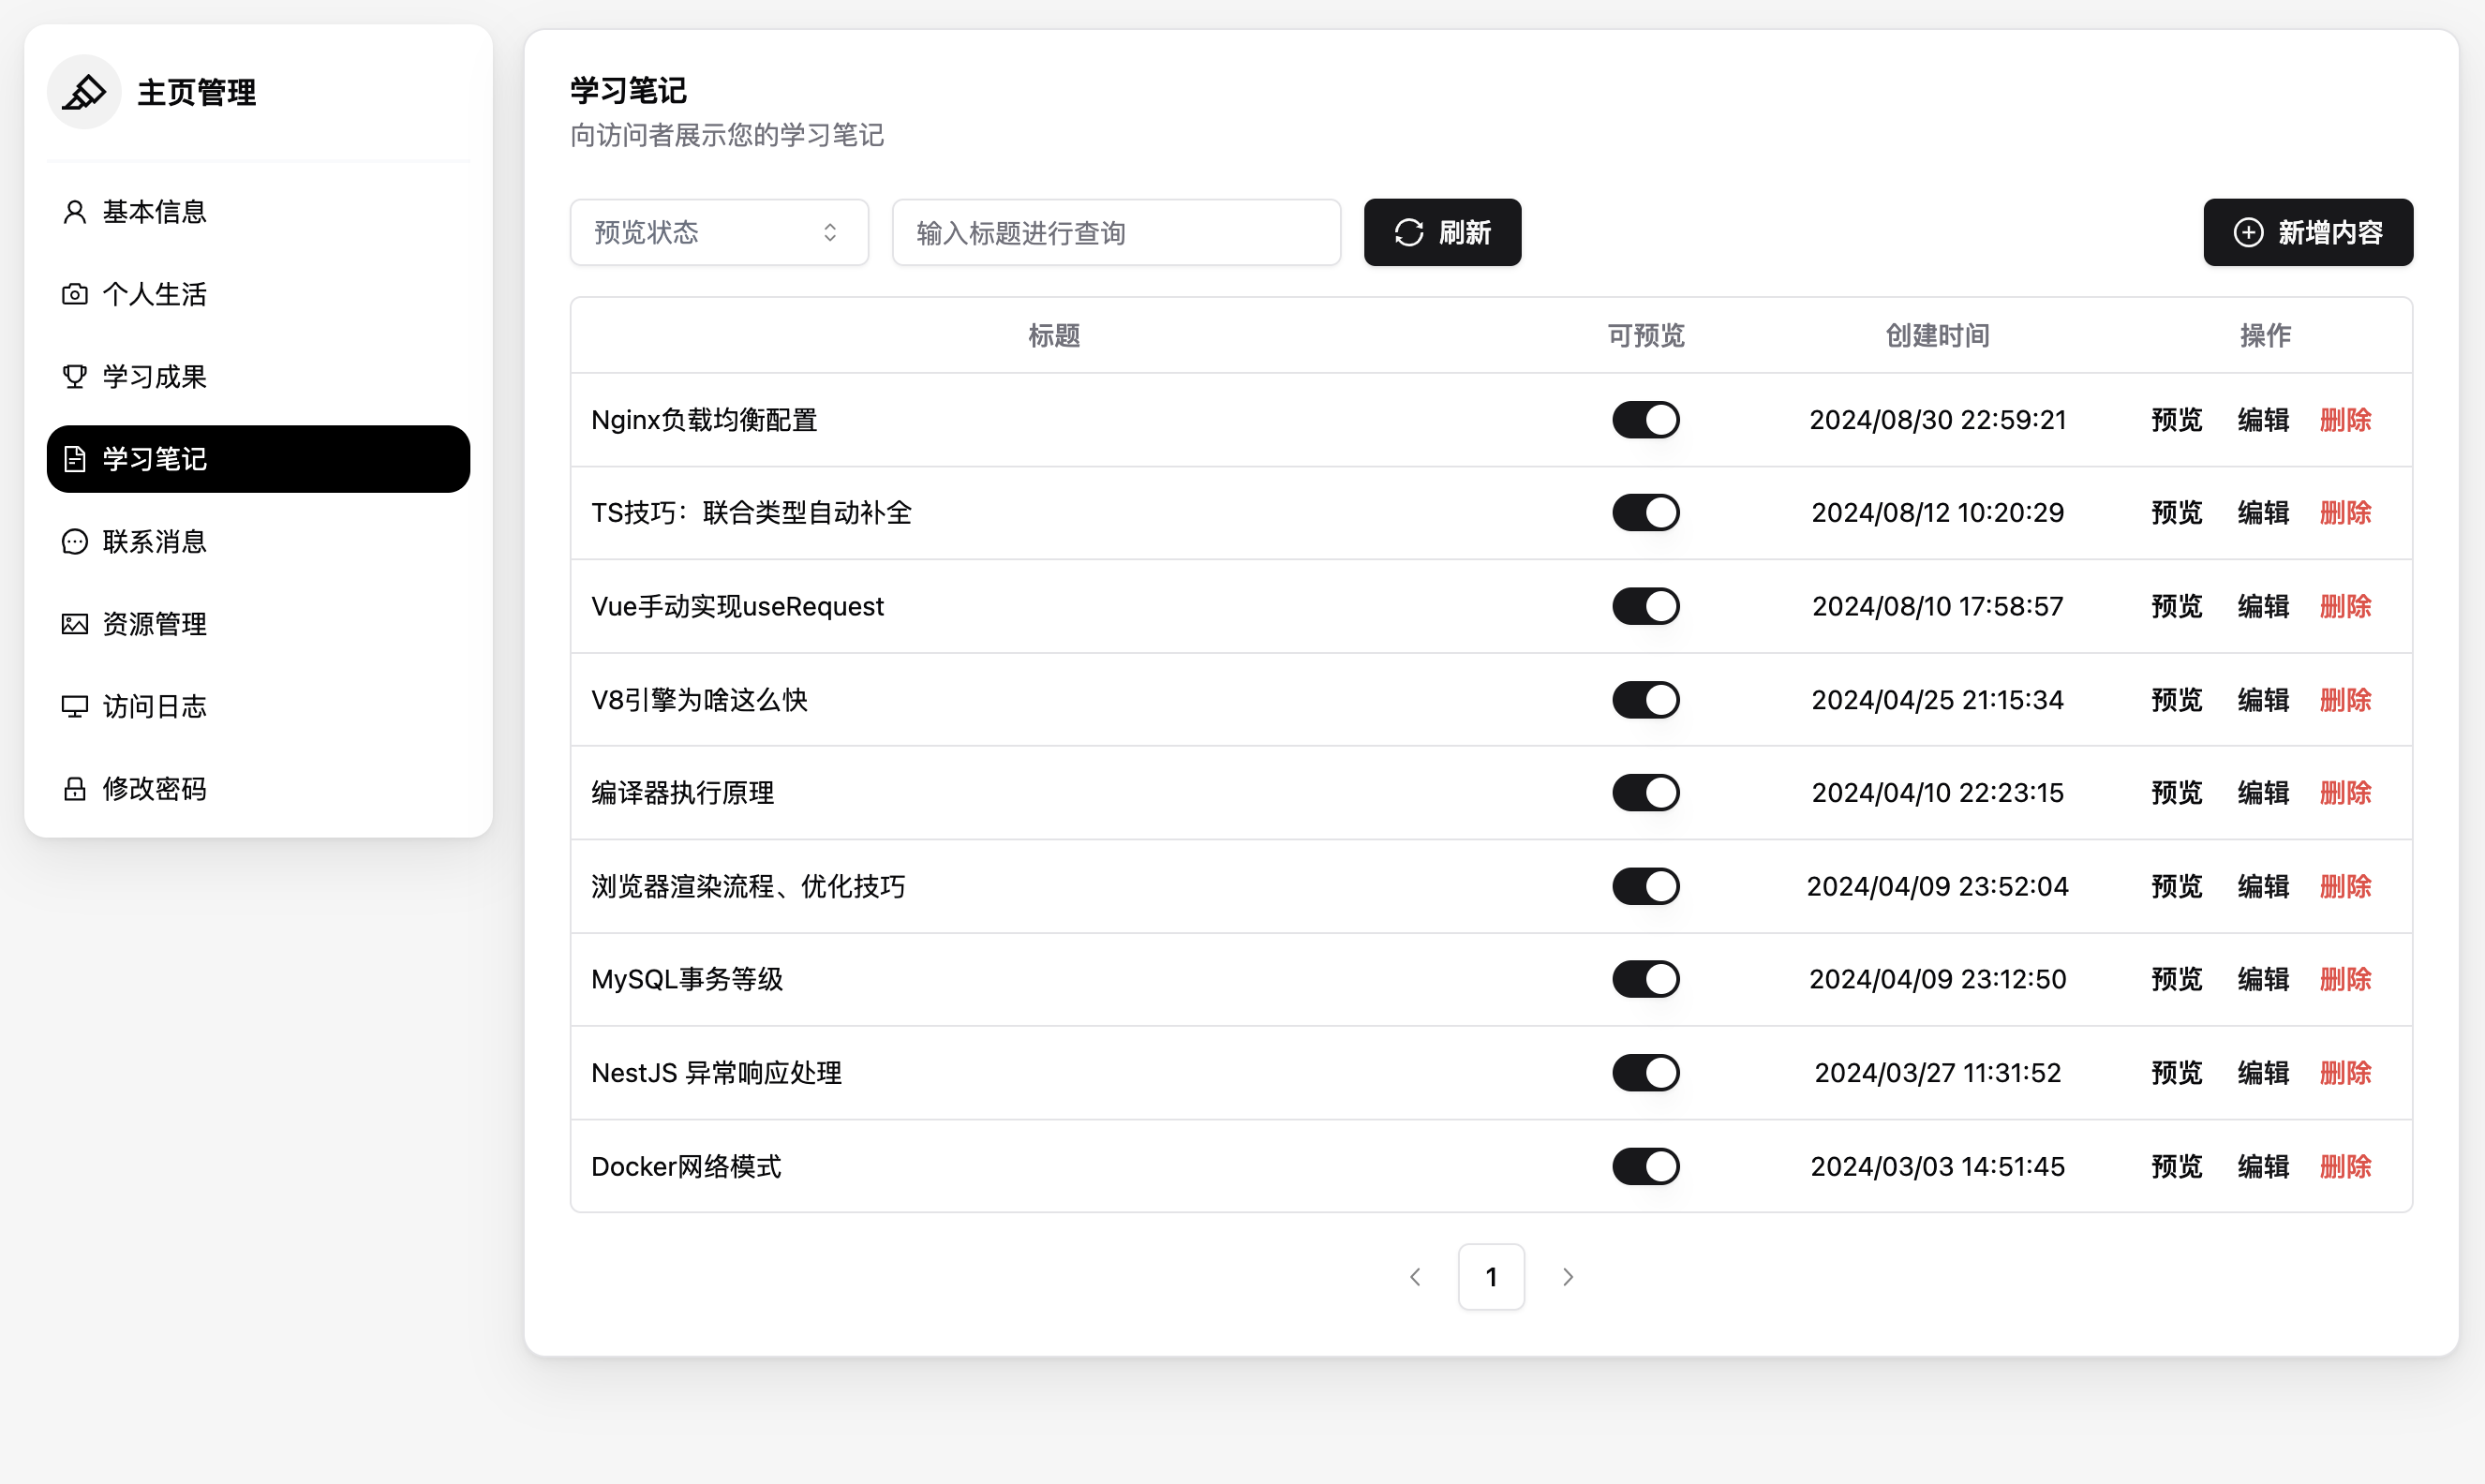 主页管理
基本信息
个人生活
学习成果
学习笔记
联系消息
资源管理
访问日志
修改密码
学习笔记
向访问者展示您的学习笔记
预览状态 输入标题进行查询 刷新 新增内容
标题 可预览 创建时间 操作
Nginx负载均衡配置 2024/08/30 22:59:21 预览 编辑 删除
TS技巧：联合类型自动补全 2024/08/12 10:20:29 预览 编辑 删除
Vue手动实现useRequest 2024/08/10 17:58:57 预览 编辑 删除
V8引擎为啥这么快 2024/04/25 21:15:34 预览 编辑 删除
编译器执行原理 2024/04/10 22:23:15 预览 编辑 删除
浏览器渲染流程、优化技巧 2024/04/09 23:52:04 预览 编辑 删除
MySQL事务等级 2024/04/09 23:12:50 预览 编辑 删除
NestJS 异常响应处理 2024/03/27 11:31:52 预览 编辑 删除
Docker网络模式 2024/03/03 14:51:45 预览 编辑 删除
1